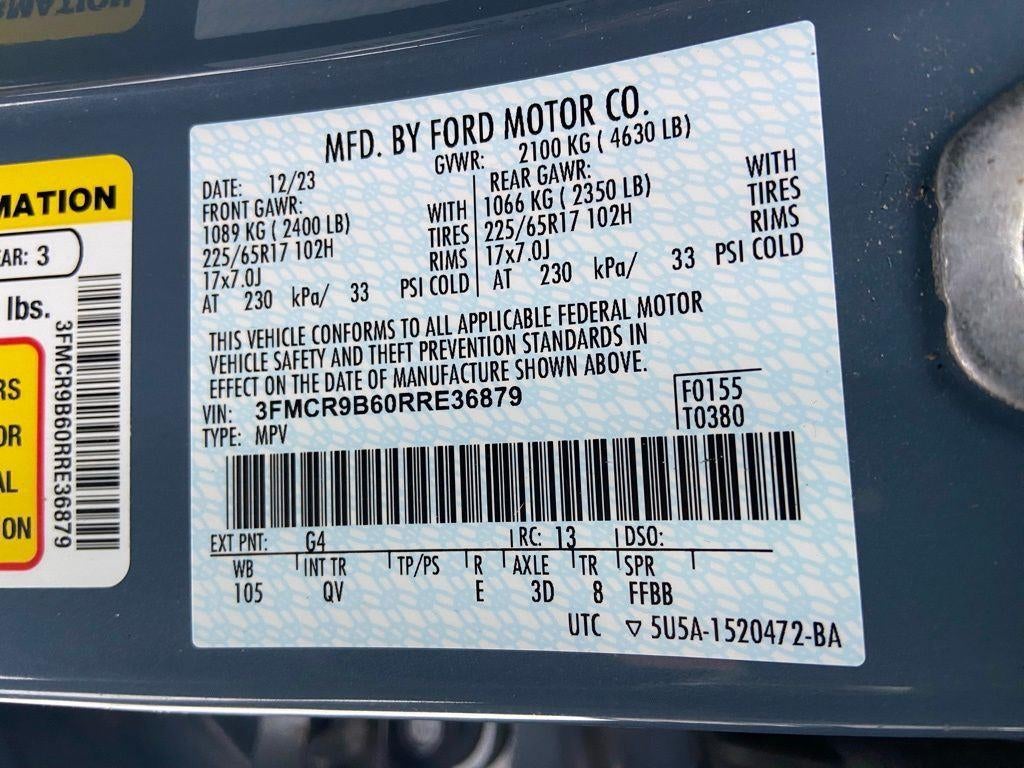 MFD. BY FORD MOTOR CO.
DATE: 12/23 GVWR: 2100 KG ( 4630 LB)
FRONT GAWR: REAR GAWR:
1089 KG ( 2400 LB) WITH 1066 KG ( 2350 LB) WITH
225/65R17 102H TIRES 225/65R17 102H TIRES
17x7.0J RIMS 17x7.0J RIMS
AT 230 kPa/ 33 PSI COLD AT 230 kPa/ 33 PSI COLD
THIS VEHICLE CONFORMS TO ALL APPLICABLE FEDERAL MOTOR
VEHICLE SAFETY AND THEFT PREVENTION STANDARDS IN
EFFECT ON THE DATE OF MANUFACTURE SHOWN ABOVE.
VIN: 3FMCR9B60RRE36879 F0155
TYPE: MPV T0380
EXT PNT: G4 RC: 13 DSO:
WB INT TR TP/PS R AXLE TR SPR
105 QV E 3D 8 FFBB
UTC ▽ 5U5A-1520472-BA
MATION
EAR: 3
lbs.
RS
OR
AL
ON
3FMCR9B60RRE36879